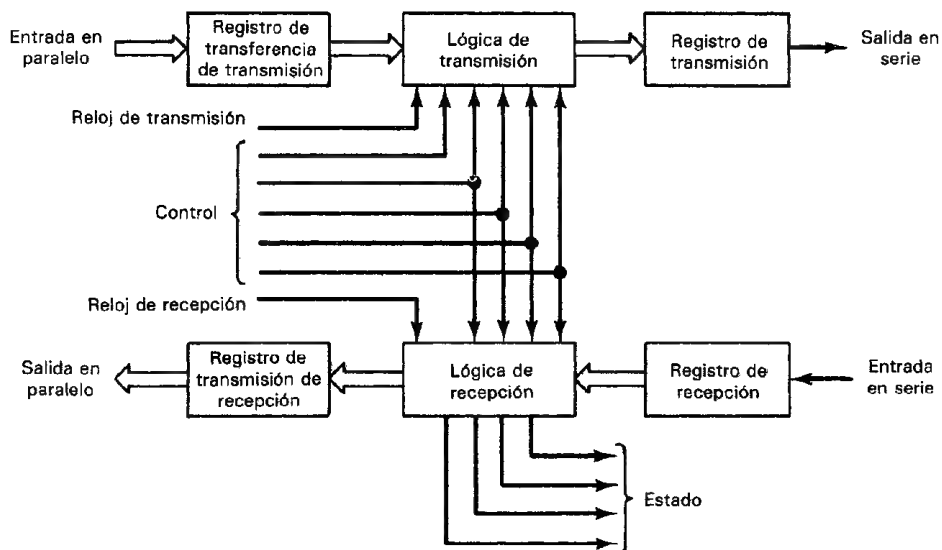 Entrada en
paralelo
Registro de
transferencia
de transmisión
Lógica de
transmisión
Registro de
transmisión
Salida en
serie
Reloj de transmisión
Control
Reloj de recepción
Salida en
paralelo
Registro de
transmisión de
recepción
Lógica de
recepción
Registro de
recepción
Entrada
en serie
Estado